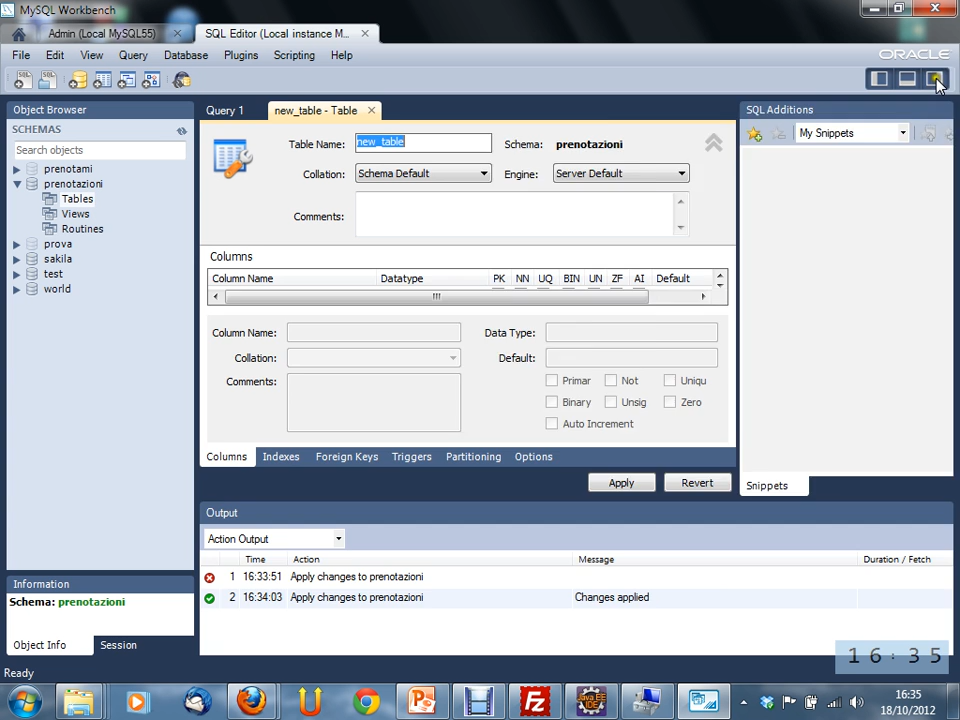 MySQL Workbench
Admin (Local MySQL55)
SQL Editor (Local instance M...
File Edit View Query Database Plugins Scripting Help
ORACLE
Object Browser
SCHEMAS
Search objects
prenotami
prenotazioni
Tables
Views
Routines
prova
sakila
test
world
Information
Schema: prenotazioni
Object Info Session
Ready
Query 1
new_table - Table
Table Name: new_table Schema: prenotazioni
Collation: Schema Default Engine: Server Default
Comments:
Columns
Column Name Datatype PK NN UQ BIN UN ZF AI Default
Column Name: Data Type:
Collation: Default:
Comments: Primar Not Uniqu
Binary Unsig Zero
Auto Increment
Columns Indexes Foreign Keys Triggers Partitioning Options
Apply Revert
SQL Additions
My Snippets
Snippets
Output
Action Output
Time Action Message Duration / Fetch
1 16:33:51 Apply changes to prenotazioni
2 16:34:03 Apply changes to prenotazioni Changes applied
16:35
16:35
18/10/2012